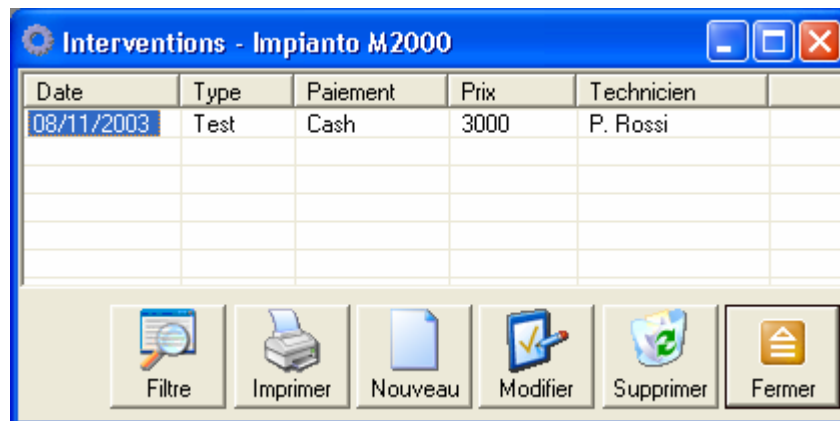 Interventions - Impianto M2000
Date Type Paiement Prix Technicien
08/11/2003 Test Cash 3000 P. Rossi
Filtre Imprimer Nouveau Modifier Supprimer Fermer